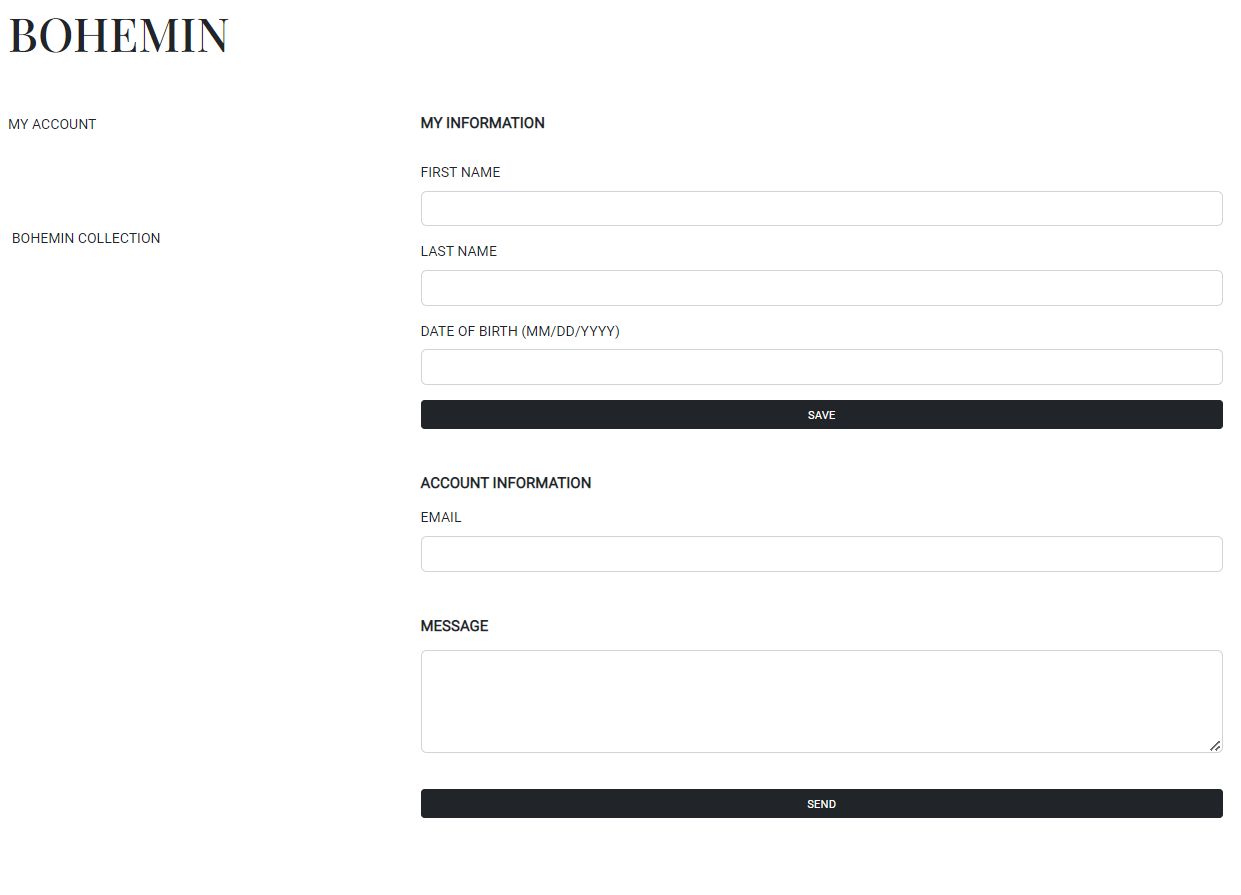 BOHEMIN
MY ACCOUNT
BOHEMIN COLLECTION
MY INFORMATION
FIRST NAME
LAST NAME
DATE OF BIRTH (MM/DD/YYYY)
SAVE
ACCOUNT INFORMATION
EMAIL
MESSAGE
SEND